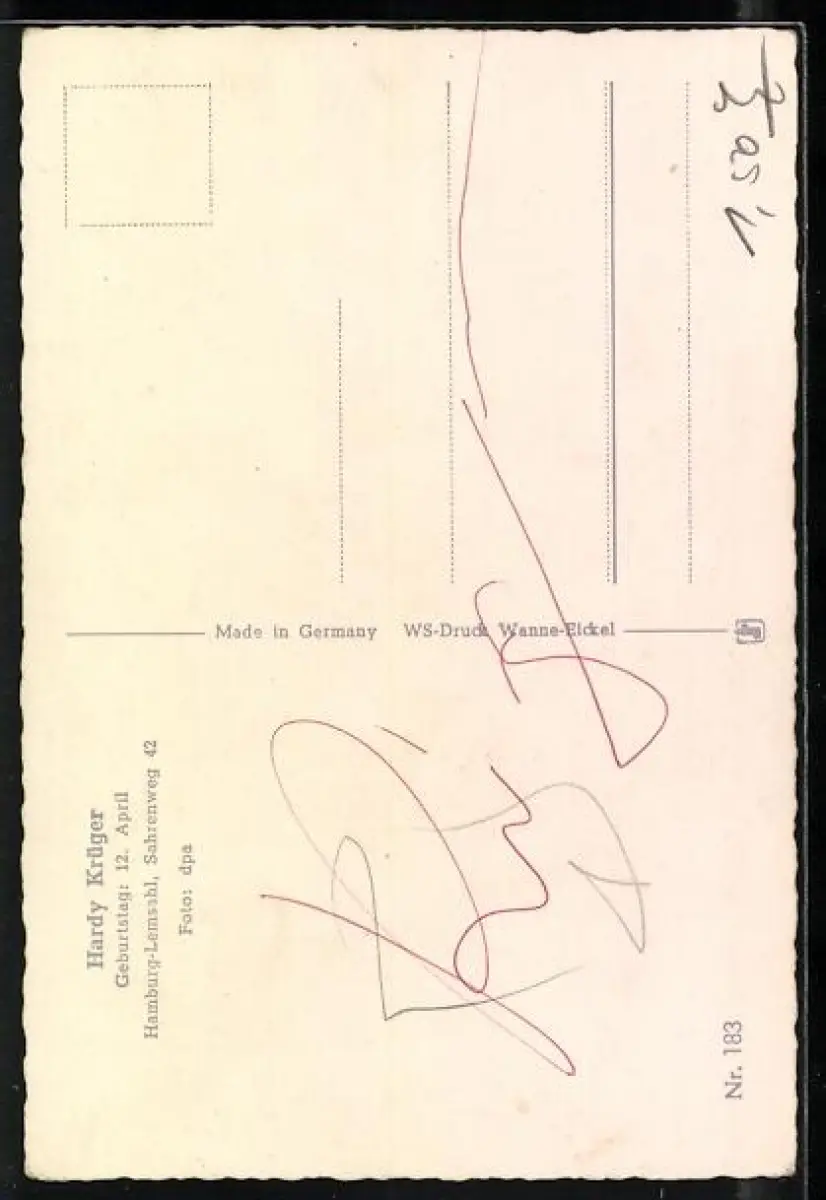 Hardy Krüger
Geburtstag: 12. April
Hamburg-Lemsahl, Sahrenweg 42
Foto: dpa
Nr. 183
Made in Germany WS-Druck Wanne-Eickel